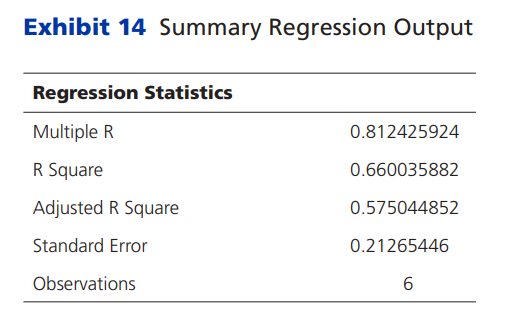 Exhibit 14 Summary Regression Output
Regression Statistics
Multiple R 0.812425924
R Square 0.660035882
Adjusted R Square 0.575044852
Standard Error 0.21265446
Observations 6